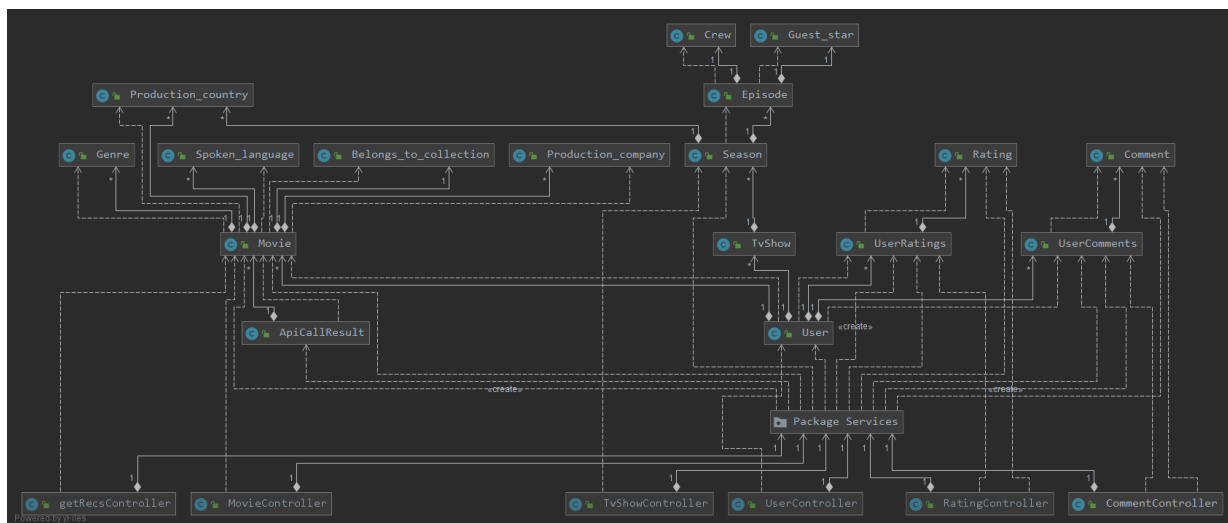 Crew
Guest_star
Production_country
Episode
Genre
Spoken_language
Belongs_to_collection
Production_company
Season
Rating
Comment
Movie
TvShow
UserRatings
UserComments
ApiCallResult
User
«create»
«create»
«create»
Package Services
getRecsController
MovieController
TvShowController
UserController
RatingController
CommentController
Powered by yFiles